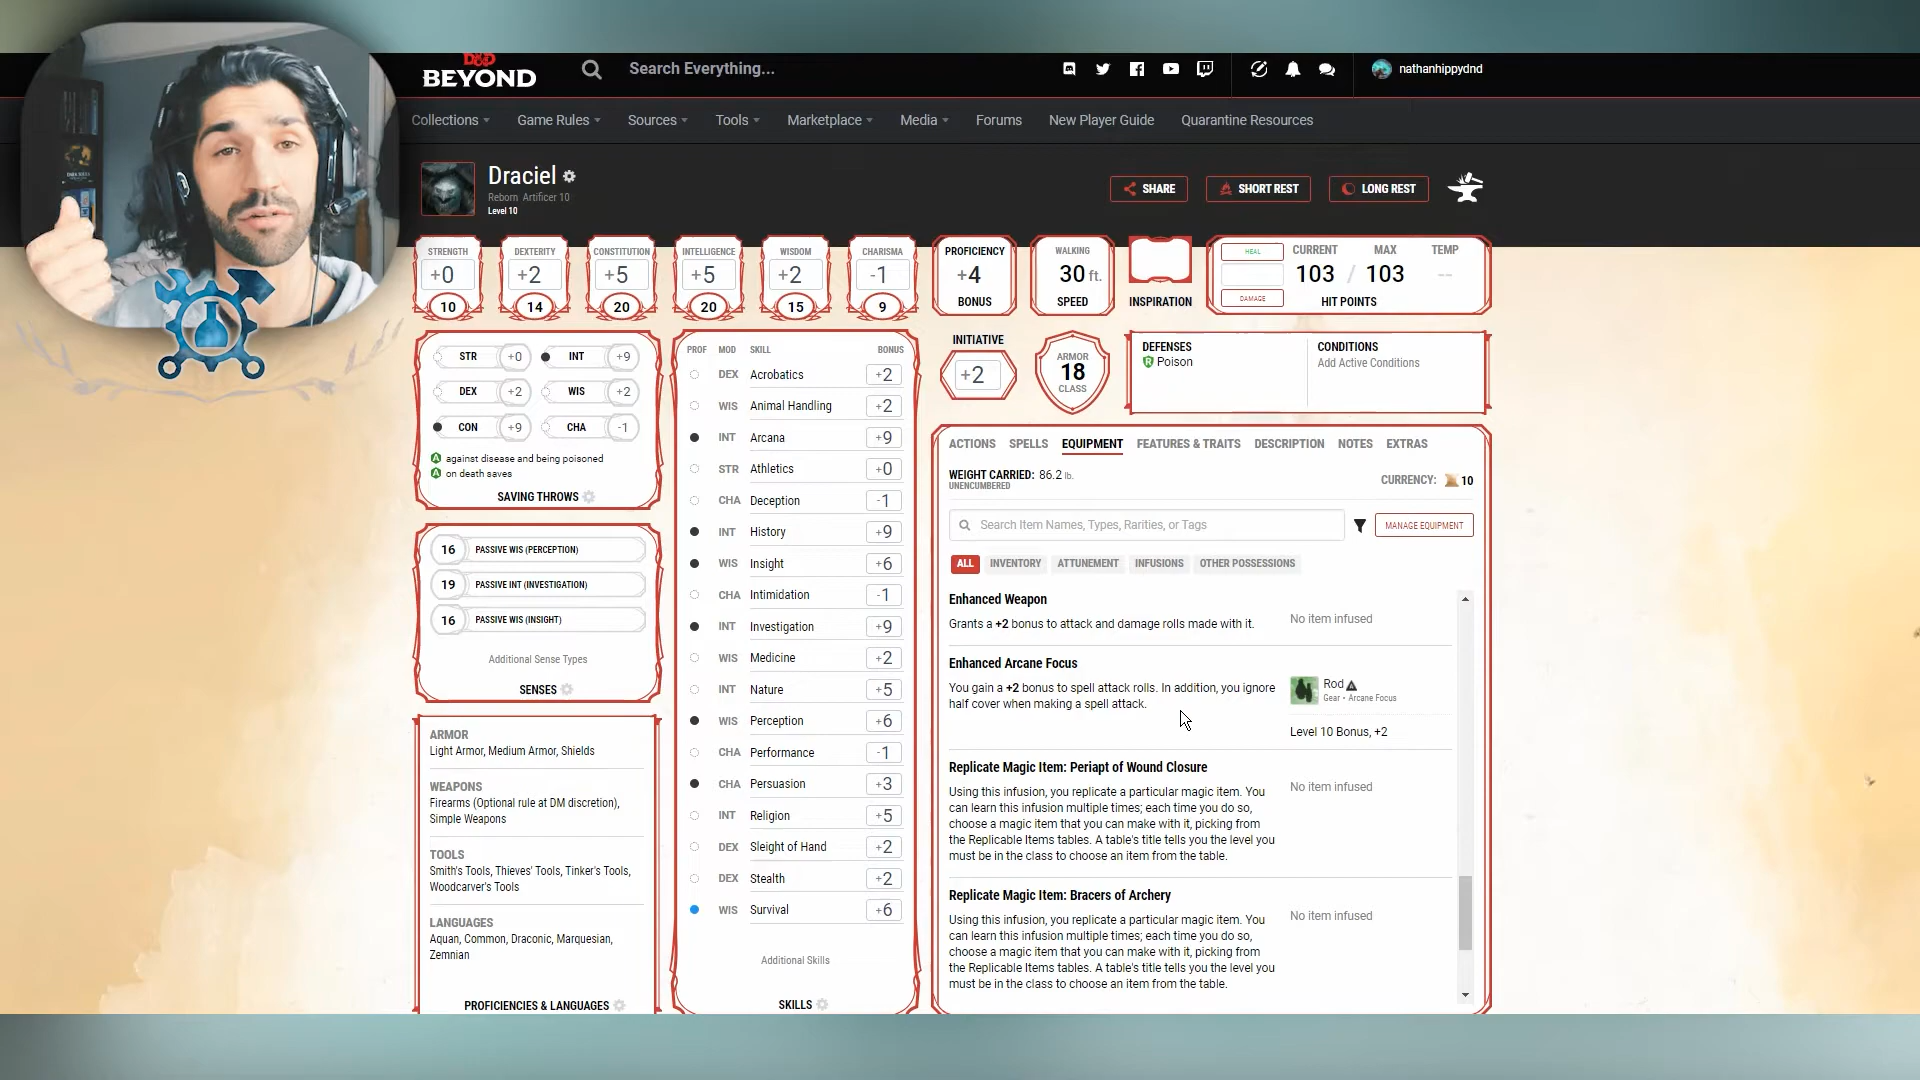 D&D
BEYOND
Search Everything...
nathanhippydnd
Collections
Game Rules
Sources
Tools
Marketplace
Media
Forums
New Player Guide
Quarantine Resources
Draciel
Reborn Artificer 10
Level 10
SHARE
SHORT REST
LONG REST
STRENGTH
+0
10
DEXTERITY
+2
14
CONSTITUTION
+5
20
INTELLIGENCE
+5
20
WISDOM
+2
15
CHARISMA
-1
9
PROFICIENCY
+4
BONUS
WALKING
30 ft.
SPEED
INSPIRATION
HEAL
DAMAGE
CURRENT MAX TEMP
103 / 103 --
HIT POINTS
STR +0 INT +9
DEX +2 WIS +2
CON +9 CHA -1
against disease and being poisoned
on death saves
SAVING THROWS
16 PASSIVE WIS (PERCEPTION)
19 PASSIVE INT (INVESTIGATION)
16 PASSIVE WIS (INSIGHT)
Additional Sense Types
SENSES
ARMOR
Light Armor, Medium Armor, Shields
WEAPONS
Firearms (Optional rule at DM discretion),
Simple Weapons
TOOLS
Smith's Tools, Thieves' Tools, Tinker's Tools,
Woodcarver's Tools
LANGUAGES
Aquan, Common, Draconic, Marquesian,
Zemnian
PROFICIENCIES & LANGUAGES
PROF MOD SKILL BONUS
DEX Acrobatics +2
WIS Animal Handling +2
INT Arcana +9
STR Athletics +0
CHA Deception -1
INT History +9
WIS Insight +6
CHA Intimidation -1
INT Investigation +9
WIS Medicine +2
INT Nature +5
WIS Perception +6
CHA Performance -1
CHA Persuasion +3
INT Religion +5
DEX Sleight of Hand +2
DEX Stealth +2
WIS Survival +6
Additional Skills
SKILLS
INITIATIVE
+2
ARMOR
18
CLASS
DEFENSES
Poison
CONDITIONS
Add Active Conditions
ACTIONS SPELLS EQUIPMENT FEATURES & TRAITS DESCRIPTION NOTES EXTRAS
WEIGHT CARRIED: 86.2 lb.
UNENCUMBERED
CURRENCY: 10
Search Item Names, Types, Rarities, or Tags
MANAGE EQUIPMENT
ALL INVENTORY ATTUNEMENT INFUSIONS OTHER POSSESSIONS
Enhanced Weapon
Grants a +2 bonus to attack and damage rolls made with it.
No item infused
Enhanced Arcane Focus
You gain a +2 bonus to spell attack rolls. In addition, you ignore
half cover when making a spell attack.
Rod
Gear • Arcane Focus
Level 10 Bonus, +2
Replicate Magic Item: Periapt of Wound Closure
Using this infusion, you replicate a particular magic item. You
can learn this infusion multiple times; each time you do so,
choose a magic item that you can make with it, picking from
the Replicable Items tables. A table's title tells you the level you
must be in the class to choose an item from the table.
No item infused
Replicate Magic Item: Bracers of Archery
Using this infusion, you replicate a particular magic item. You
can learn this infusion multiple times; each time you do so,
choose a magic item that you can make with it, picking from
the Replicable Items tables. A table's title tells you the level you
must be in the class to choose an item from the table.
No item infused